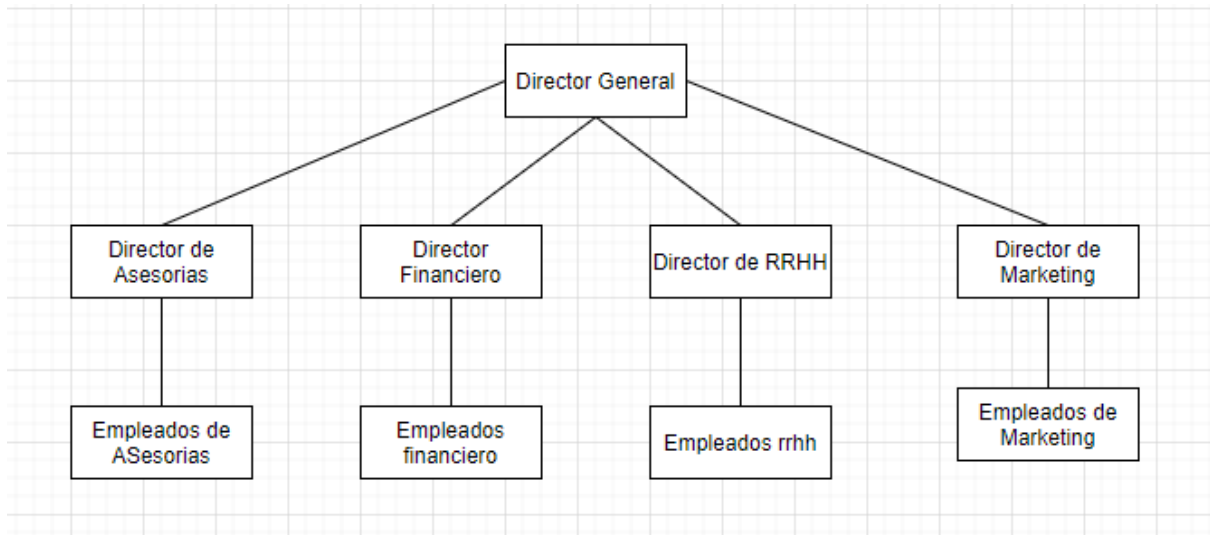 Director General
Director de
Asesorias
Director
Financiero
Director de RRHH
Director de
Marketing
Empleados de
ASesorias
Empleados
financiero
Empleados rrhh
Empleados de
Marketing